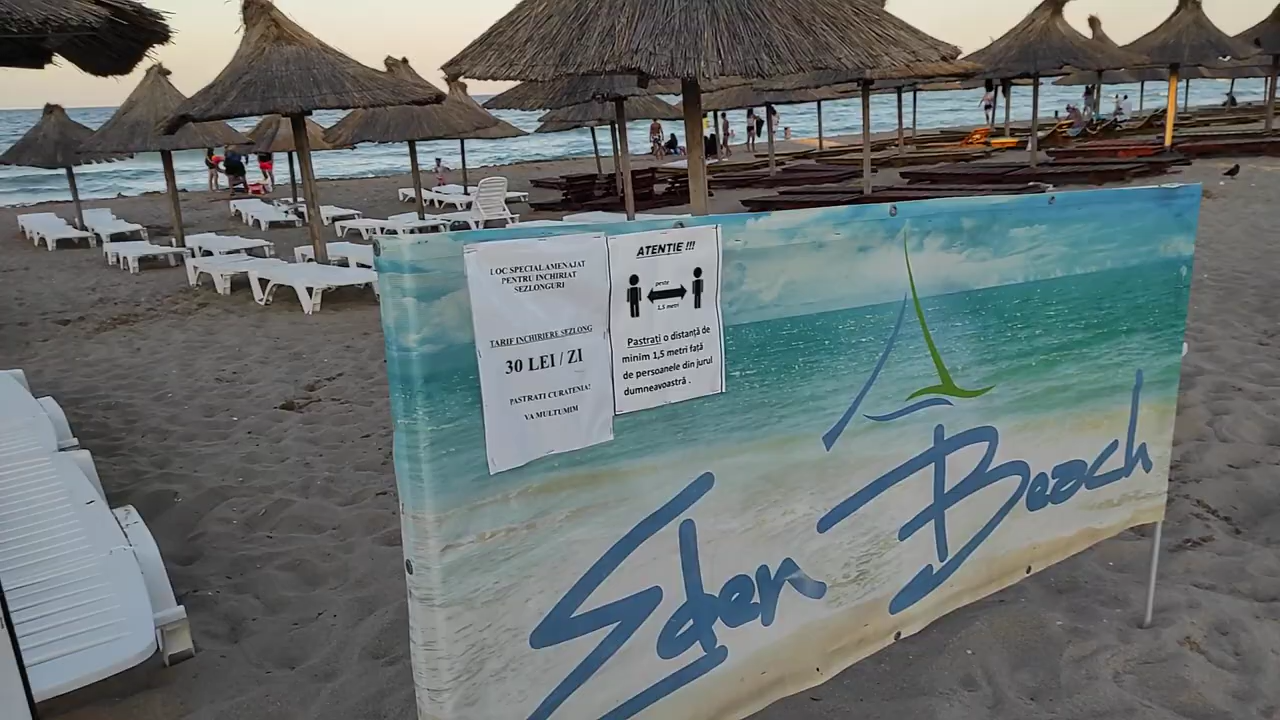 LOC SPECIAL AMENAJAT
PENTRU INCHIRIAT
SEZLONGURI
TARIF INCHIRIERE SEZLONG
30 LEI / ZI
PASTRATI CURATENIA!
VA MULTUMIM
ATENTIE !!!
peste
1,5 metri
Pastrati o distanță de
minim 1,5 metri față
de persoanele din jurul
dumneavoastră .
Eden Beach